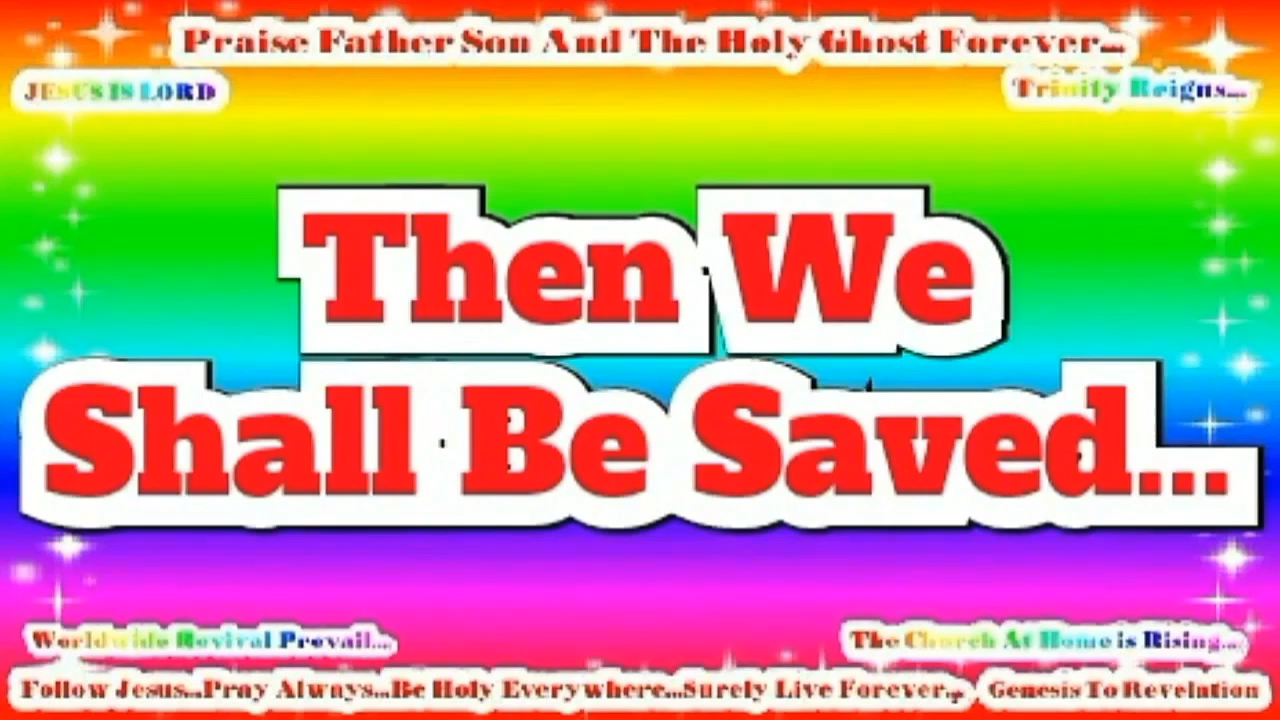 Praise Father Son And The Holy Ghost Forever...
JESUS IS LORD
Trinity Reigns...
Then We
Shall Be Saved...
Worldwide Revival Prevail...
The Church At Home is Rising...
Follow Jesus...Pray Always...Be Holy Everywhere...Surely Live Forever..,
Genesis To Revelation